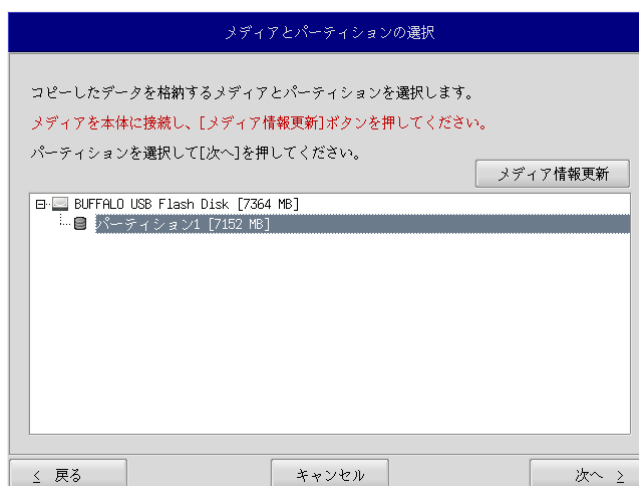 メディアとパーティションの選択
コピーしたデータを格納するメディアとパーティションを選択します。
メディアを本体に接続し、[メディア情報更新]ボタンを押してください。
パーティションを選択して[次へ]を押してください。
メディア情報更新
BUFFALO USB Flash Disk [7364 MB]
パーティション1 [7152 MB]
< 戻る
キャンセル
次へ >